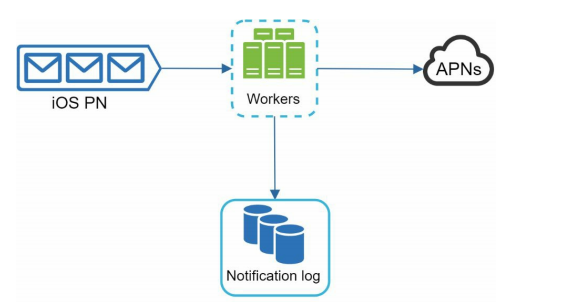 iOS PN
Workers
APNs
Notification log